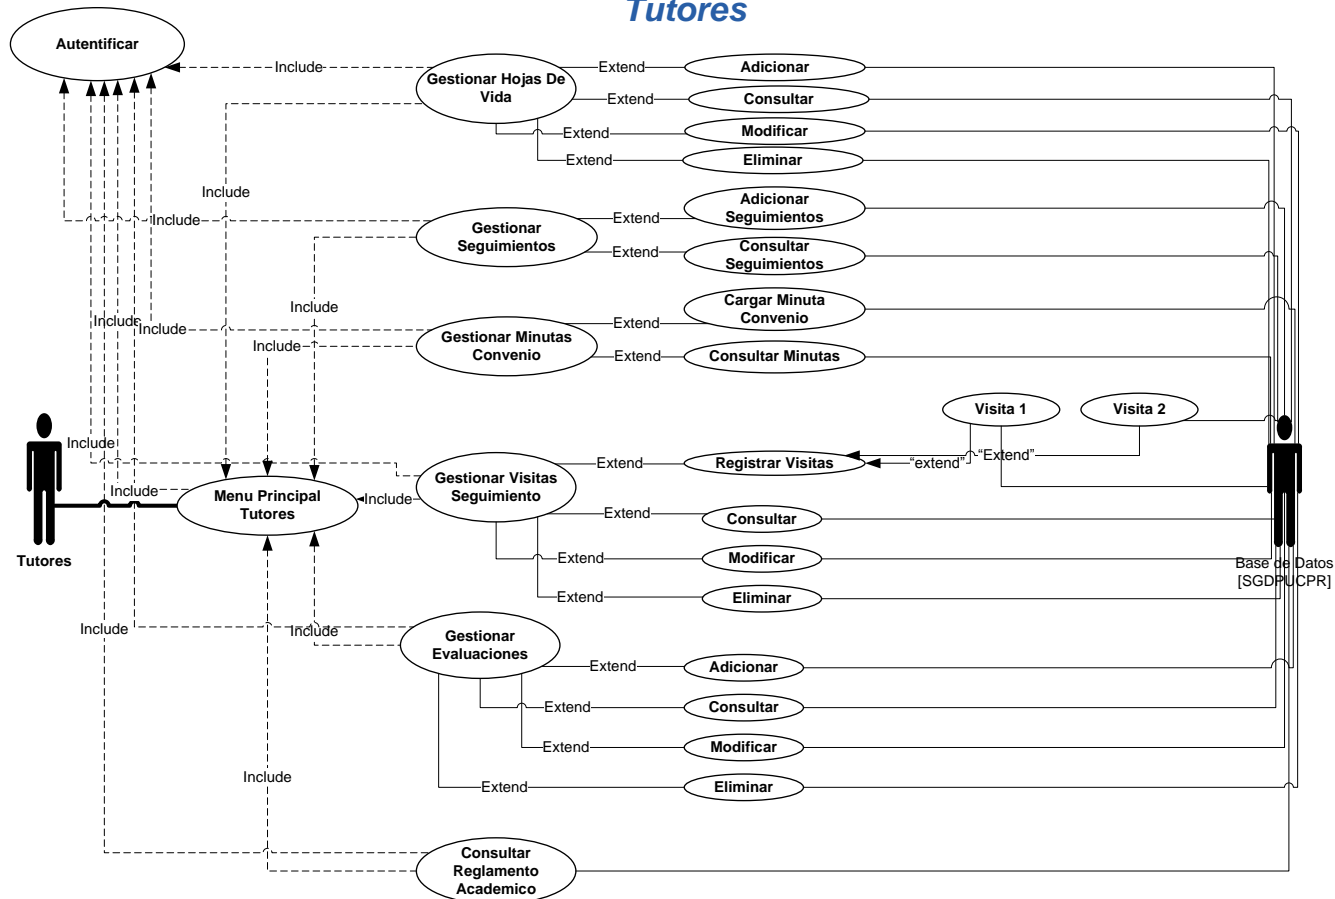 Tutores
Autentificar
Include
Gestionar Hojas De
Vida
Extend
Adicionar
Extend
Consultar
Extend
Modificar
Extend
Eliminar
Include
Include
Gestionar
Seguimientos
Extend
Adicionar
Seguimientos
Extend
Consultar
Seguimientos
Include
Include
Include
Include
Gestionar Minutas
Convenio
Extend
Cargar Minuta
Convenio
Extend
Consultar Minutas
Visita 1
Visita 2
Include
Gestionar Visitas
Seguimiento
Extend
Registrar Visitas
“extend”
“Extend”
Include
Menu Principal
Tutores
Include
Extend
Consultar
Extend
Modificar
Extend
Eliminar
Tutores
Base de Datos
[SGDPUCPR]
Include
Include
Gestionar
Evaluaciones
Extend
Adicionar
Extend
Consultar
Extend
Modificar
Extend
Eliminar
Include
Consultar
Reglamento
Academico